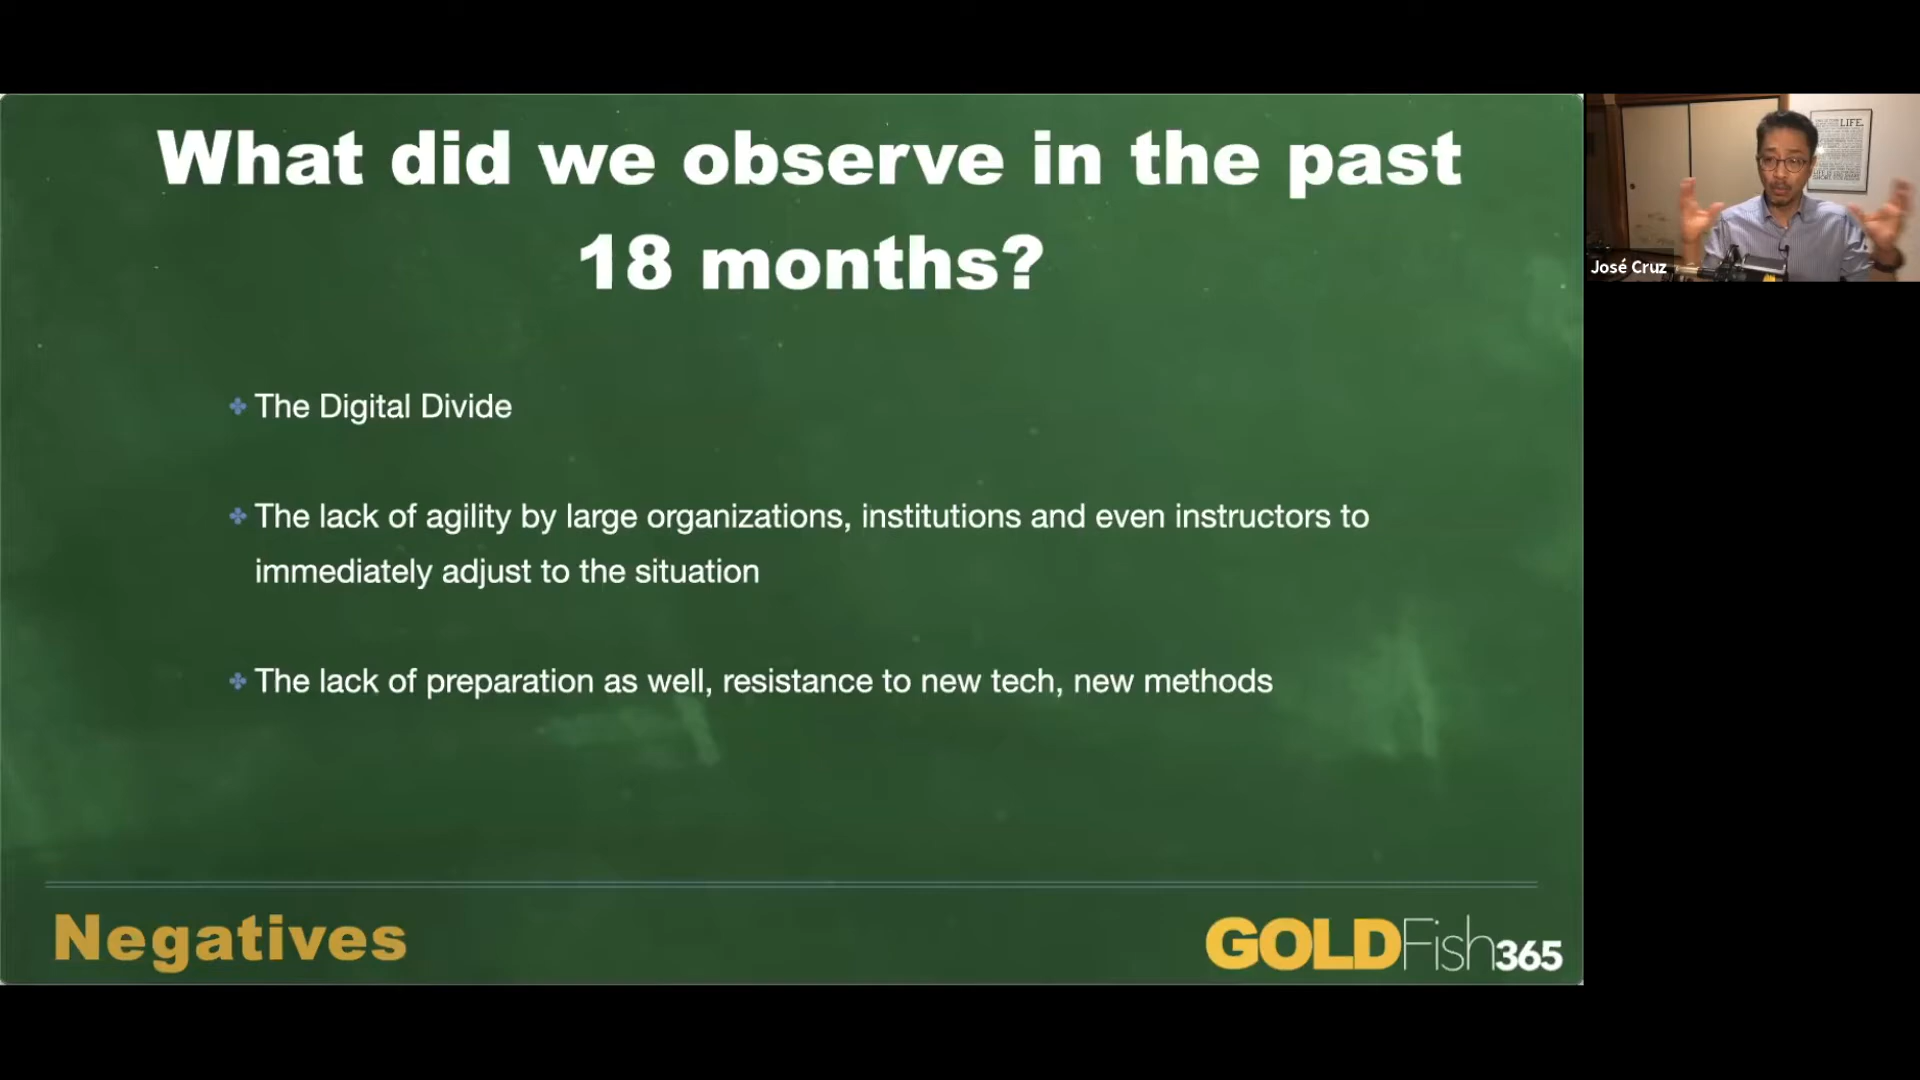 What did we observe in the past
18 months?
The Digital Divide
The lack of agility by large organizations, institutions and even instructors to
immediately adjust to the situation
The lack of preparation as well, resistance to new tech, new methods
Negatives
GOLDFish365
José Cruz
LIFE.